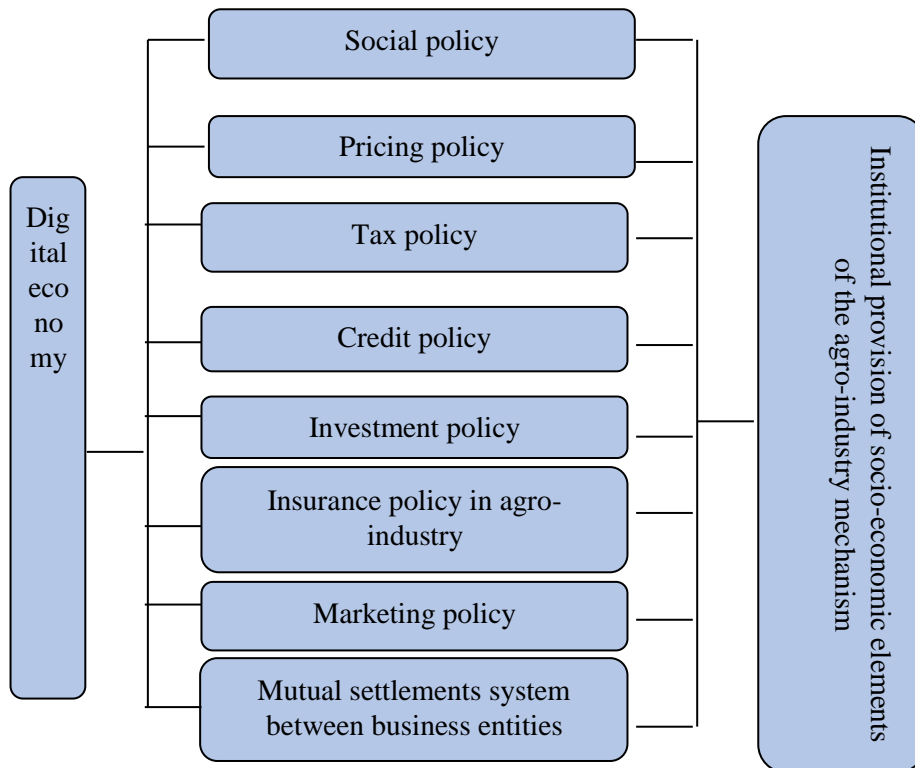 Dig
ital
eco
no
my
Social policy
Pricing policy
Tax policy
Credit policy
Investment policy
Insurance policy in agro-
industry
Marketing policy
Mutual settlements system
between business entities
Institutional provision of socio-economic elements
of the agro-industry mechanism